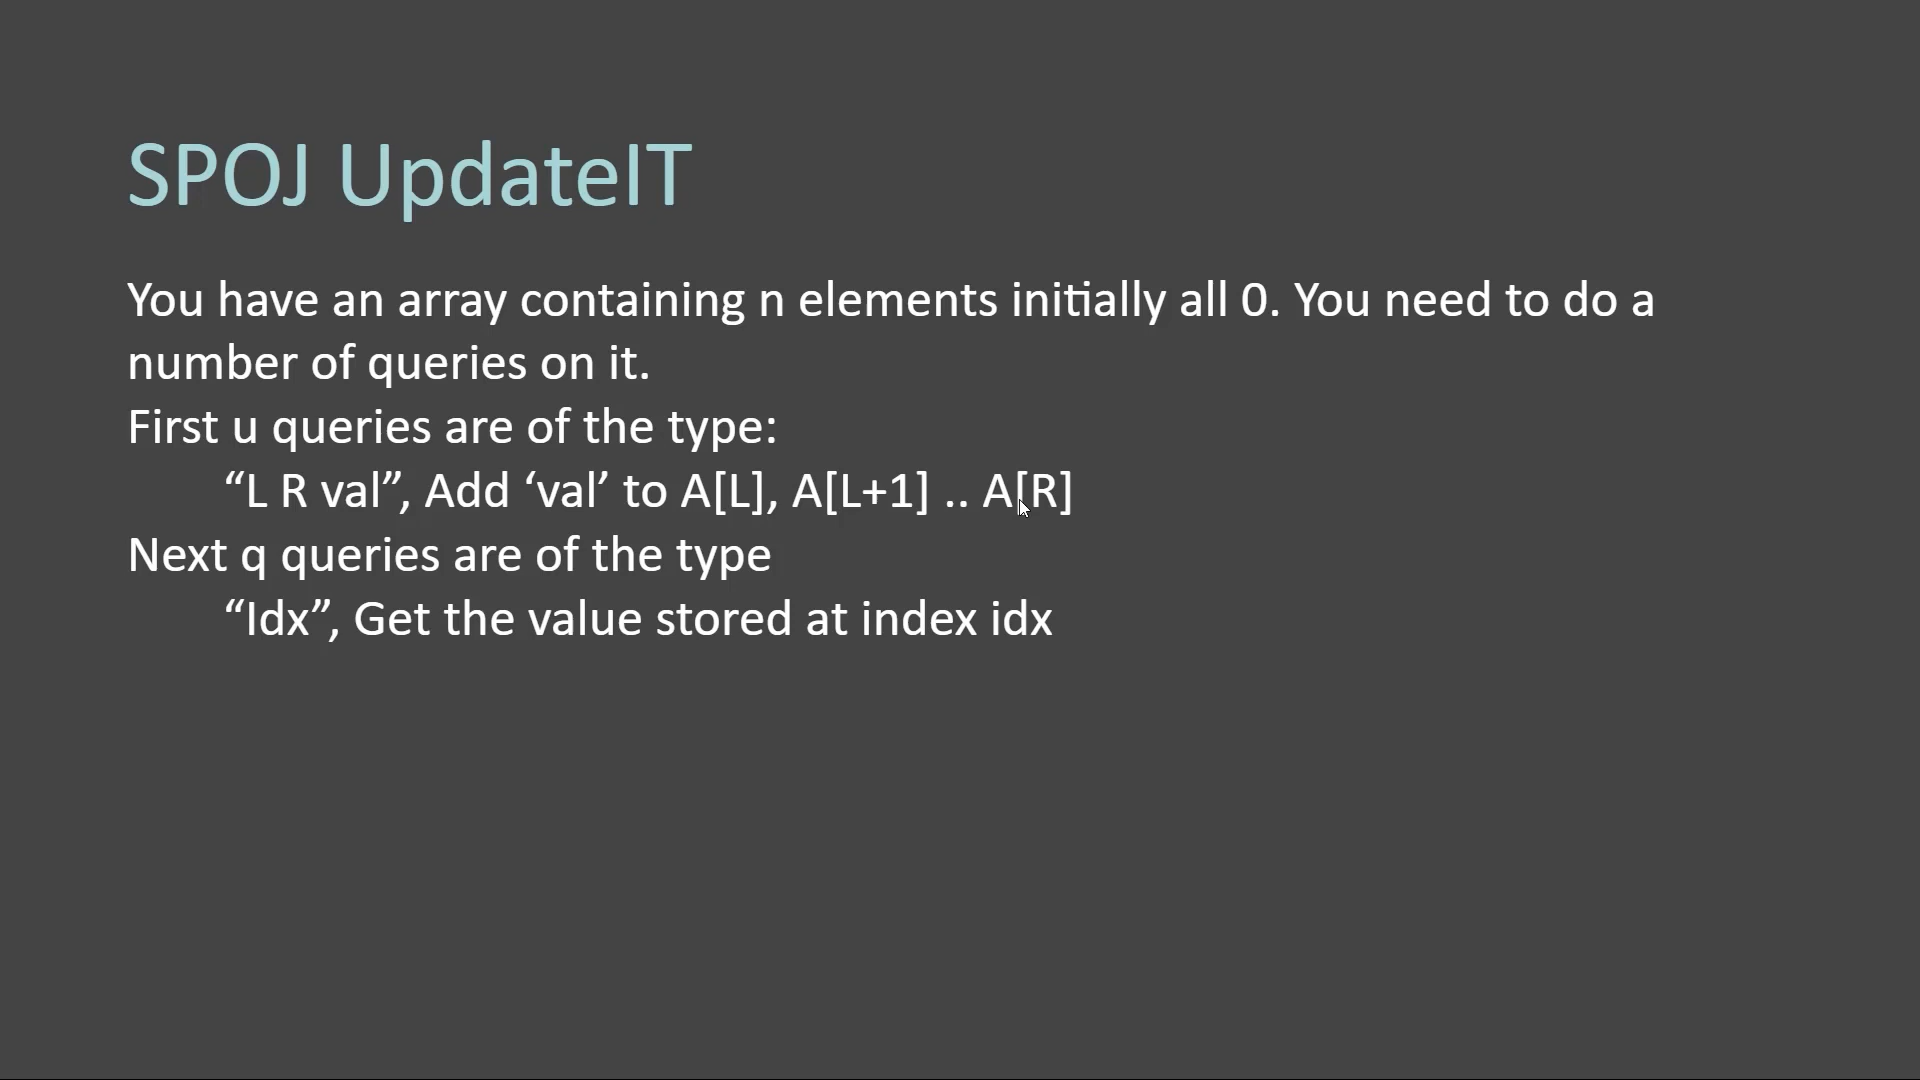 SPOJ UpdateIT
You have an array containing n elements initially all 0. You need to do a
number of queries on it.
First u queries are of the type:
“L R val”, Add ‘val’ to A[L], A[L+1] .. A[R]
Next q queries are of the type
“Idx”, Get the value stored at index idx